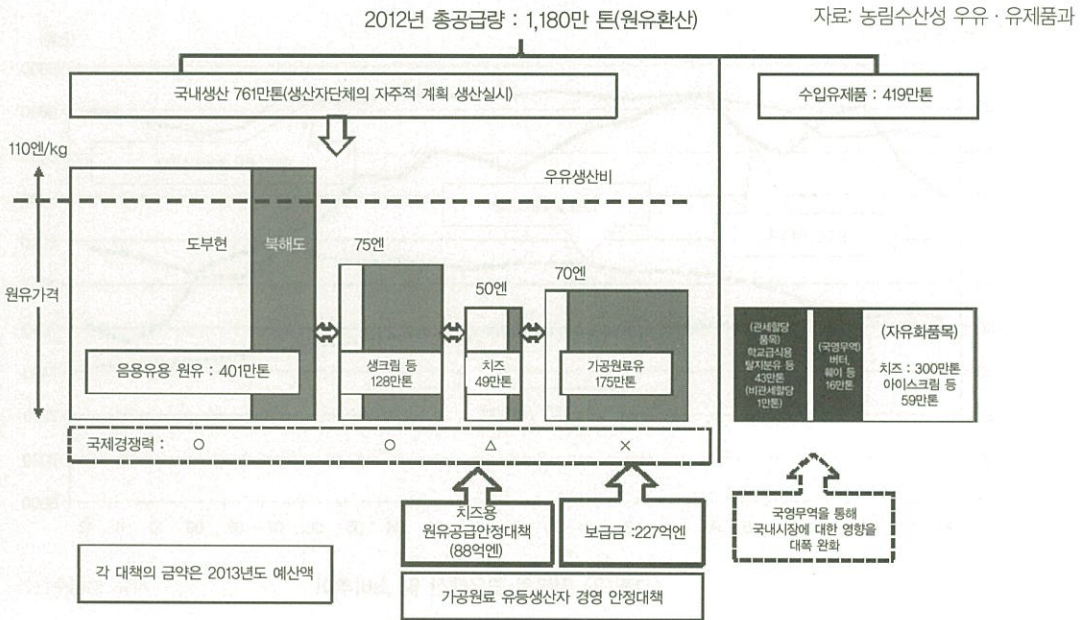 2012년 총공급량 : 1,180만 톤(원유환산)
자료: 농림수산성 우유 · 유제품과
국내생산 761만톤(생산자단체의 자주적 계획 생산실시)
수입유제품 : 419만톤
110엔/kg
우유생산비
도부현
북해도
75엔
50엔
70엔
원유가격
음용유용 원유 : 401만톤
생크림 등
128만톤
치즈
49만톤
가공원료유
175만톤
(관세할당
품목)
학교급식용
탈지분유 등
43만톤
(비관세할당
1만톤)
(국영무역)
버터,
훼이 등
16만톤
(자유화품목)
치즈 : 300만톤
아이스크림 등
59만톤
국제경쟁력 : ○ ○ △ ×
치즈용
원유공급안정대책
(88억엔)
보급금 :227억엔
국영무역을 통해
국내시장에 대한 영향을
대폭 완화
각 대책의 금약은 2013년도 예산액
가공원료 유등생산자 경영 안정대책